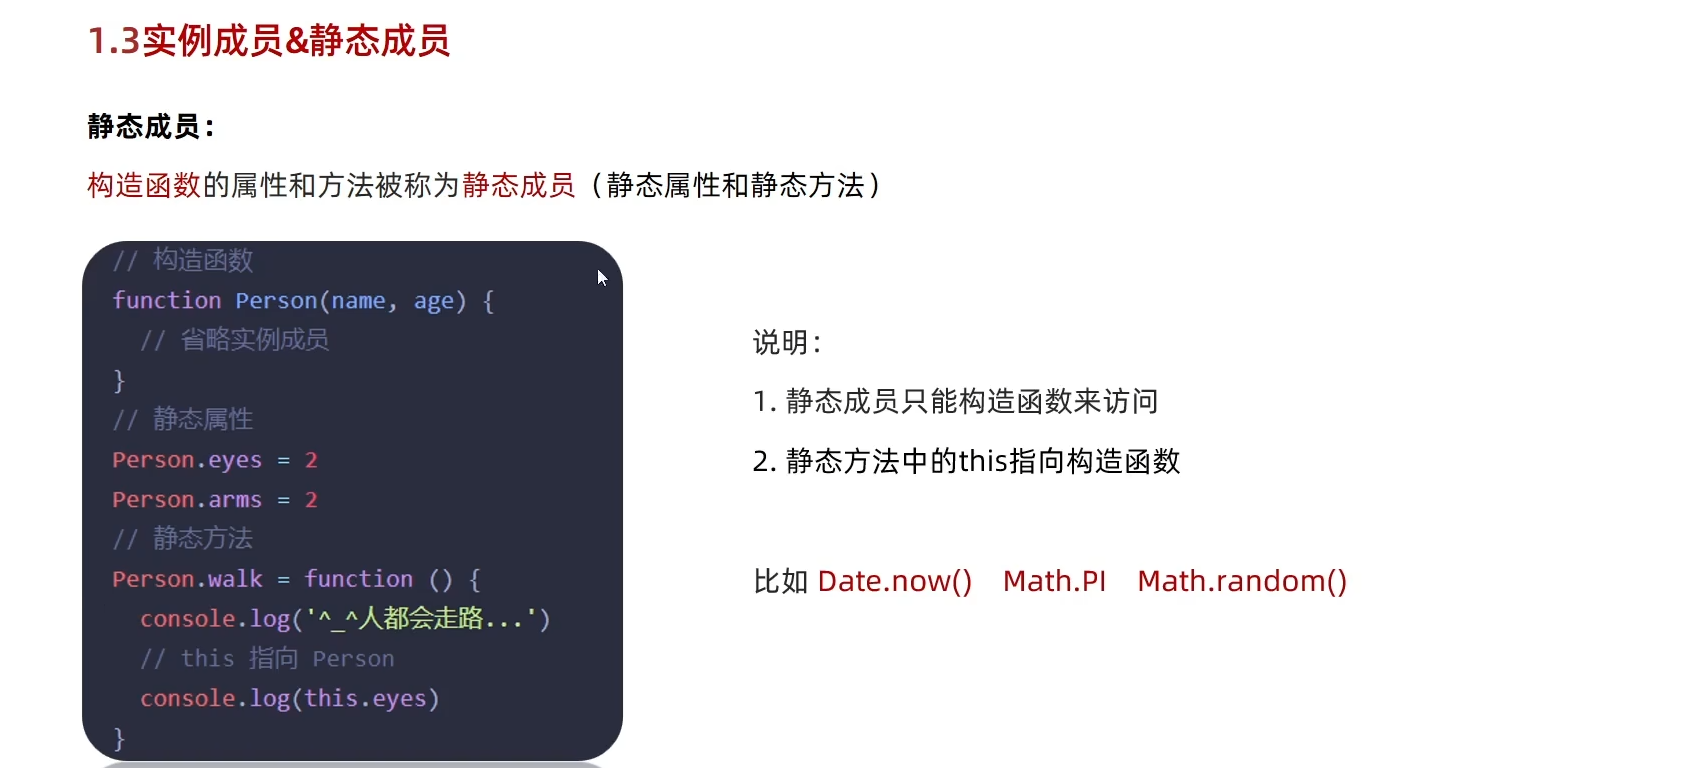 1.3实例成员&静态成员
静态成员：
构造函数的属性和方法被称为静态成员（静态属性和静态方法）
// 构造函数
function Person(name, age) {
  // 省略实例成员
}
// 静态属性
Person.eyes = 2
Person.arms = 2
// 静态方法
Person.walk = function () {
  console.log('^_^人都会走路...')
  // this 指向 Person
  console.log(this.eyes)
}
说明：
1. 静态成员只能构造函数来访问
2. 静态方法中的this指向构造函数
比如 Date.now() Math.PI Math.random()